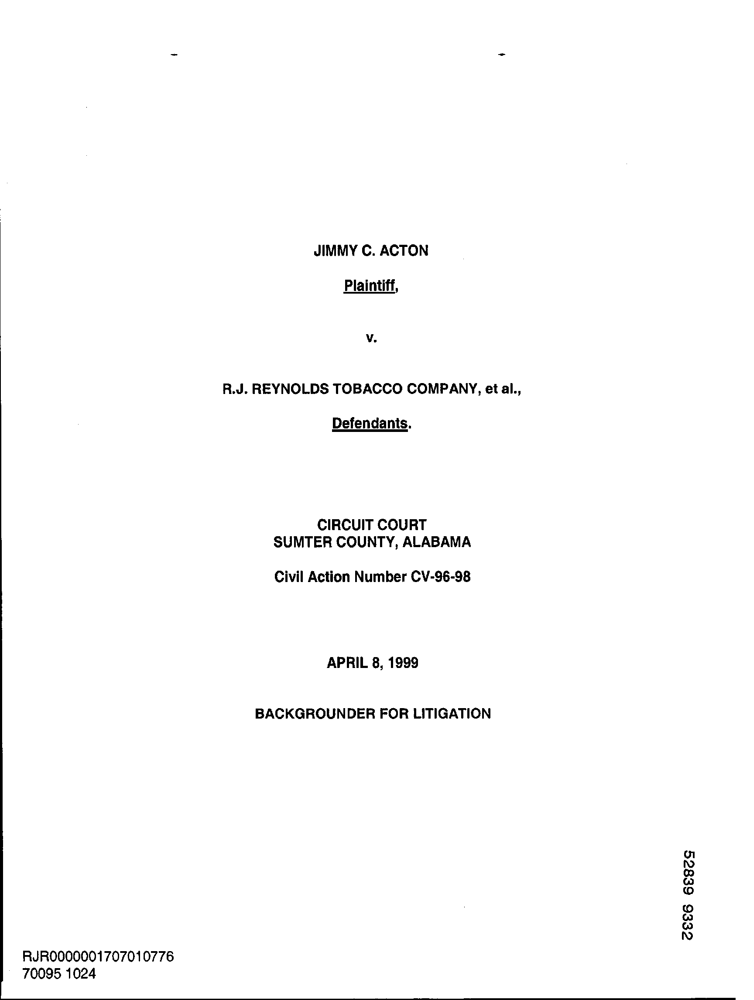 JIMMY C. ACTON
Plaintiff,
v.
R.J. REYNOLDS TOBACCO COMPANY, et al.,
Defendants.
CIRCUIT COURT
SUMTER COUNTY, ALABAMA
Civil Action Number CV-96-98
APRIL 8, 1999
BACKGROUNDER FOR LITIGATION
52839 9332
RJR0000001707010776
70095 1024